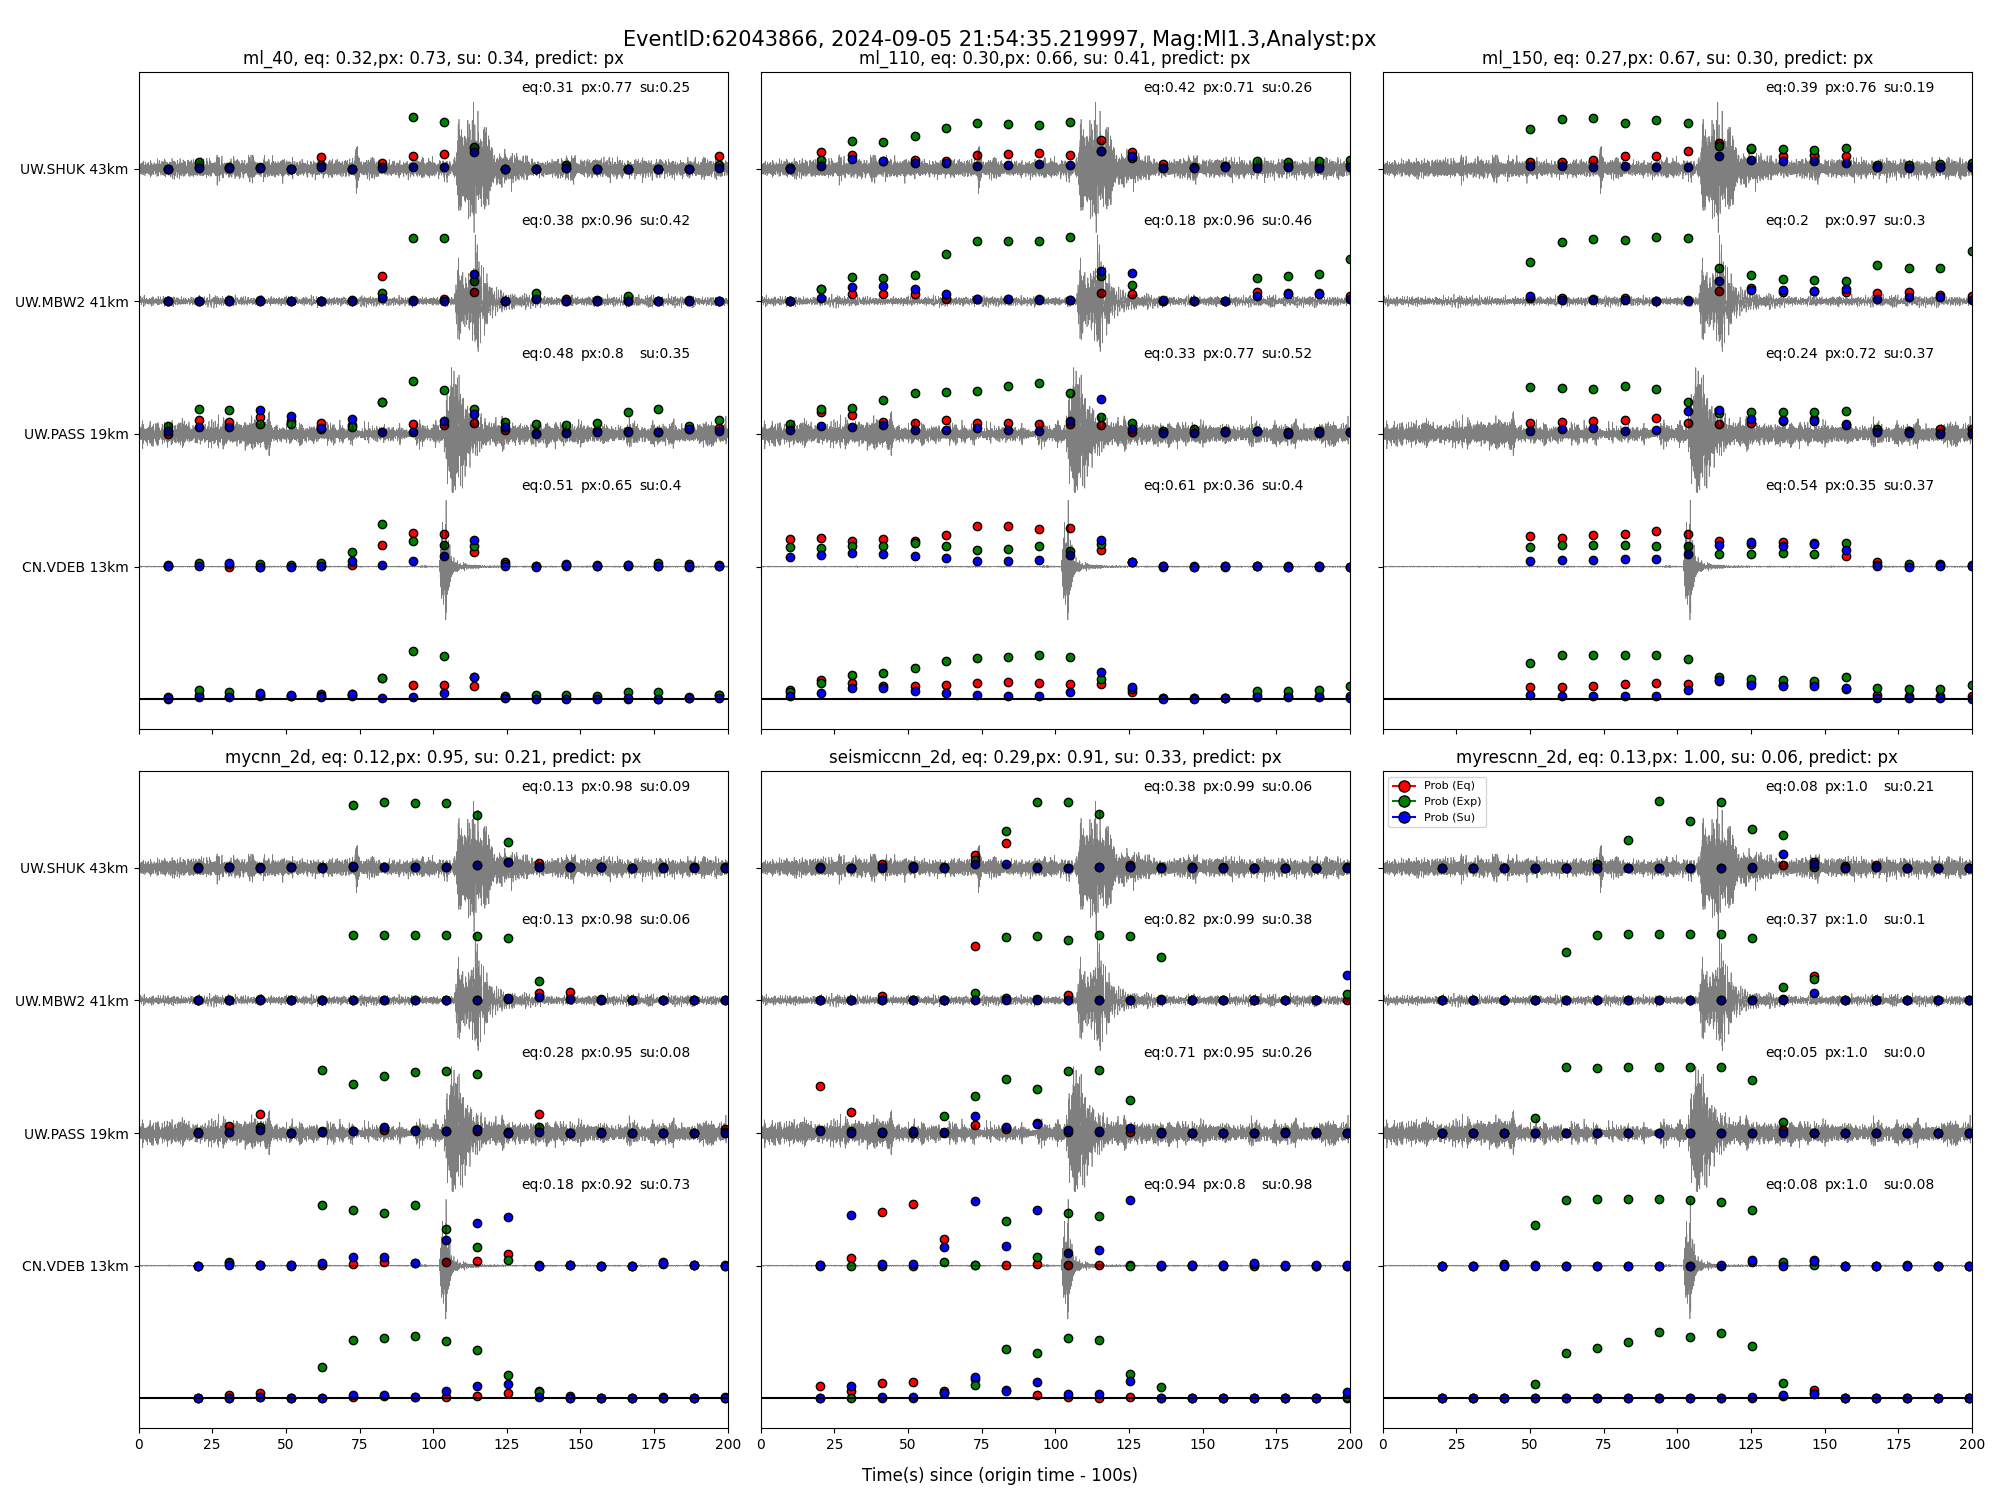 EventID:62043866, 2024-09-05 21:54:35.219997, Mag:Ml1.3,Analyst:px
ml_40, eq: 0.32,px: 0.73, su: 0.34, predict: px
eq:0.31 px:0.77 su:0.25
UW.SHUK 43km
eq:0.38 px:0.96 su:0.42
UW.MBW2 41km
eq:0.48 px:0.8 su:0.35
UW.PASS 19km
eq:0.51 px:0.65 su:0.4
CN.VDEB 13km
ml_110, eq: 0.30,px: 0.66, su: 0.41, predict: px
eq:0.42 px:0.71 su:0.26
eq:0.18 px:0.96 su:0.46
eq:0.33 px:0.77 su:0.52
eq:0.61 px:0.36 su:0.4
ml_150, eq: 0.27,px: 0.67, su: 0.30, predict: px
eq:0.39 px:0.76 su:0.19
eq:0.2 px:0.97 su:0.3
eq:0.24 px:0.72 su:0.37
eq:0.54 px:0.35 su:0.37
mycnn_2d, eq: 0.12,px: 0.95, su: 0.21, predict: px
eq:0.13 px:0.98 su:0.09
UW.SHUK 43km
eq:0.13 px:0.98 su:0.06
UW.MBW2 41km
eq:0.28 px:0.95 su:0.08
UW.PASS 19km
eq:0.18 px:0.92 su:0.73
CN.VDEB 13km
0 25 50 75 100 125 150 175 200
seismiccnn_2d, eq: 0.29,px: 0.91, su: 0.33, predict: px
eq:0.38 px:0.99 su:0.06
eq:0.82 px:0.99 su:0.38
eq:0.71 px:0.95 su:0.26
eq:0.94 px:0.8 su:0.98
0 25 50 75 100 125 150 175 200
myrescnn_2d, eq: 0.13,px: 1.00, su: 0.06, predict: px
Prob (Eq)
Prob (Exp)
Prob (Su)
eq:0.08 px:1.0 su:0.21
eq:0.37 px:1.0 su:0.1
eq:0.05 px:1.0 su:0.0
eq:0.08 px:1.0 su:0.08
0 25 50 75 100 125 150 175 200
Time(s) since (origin time - 100s)